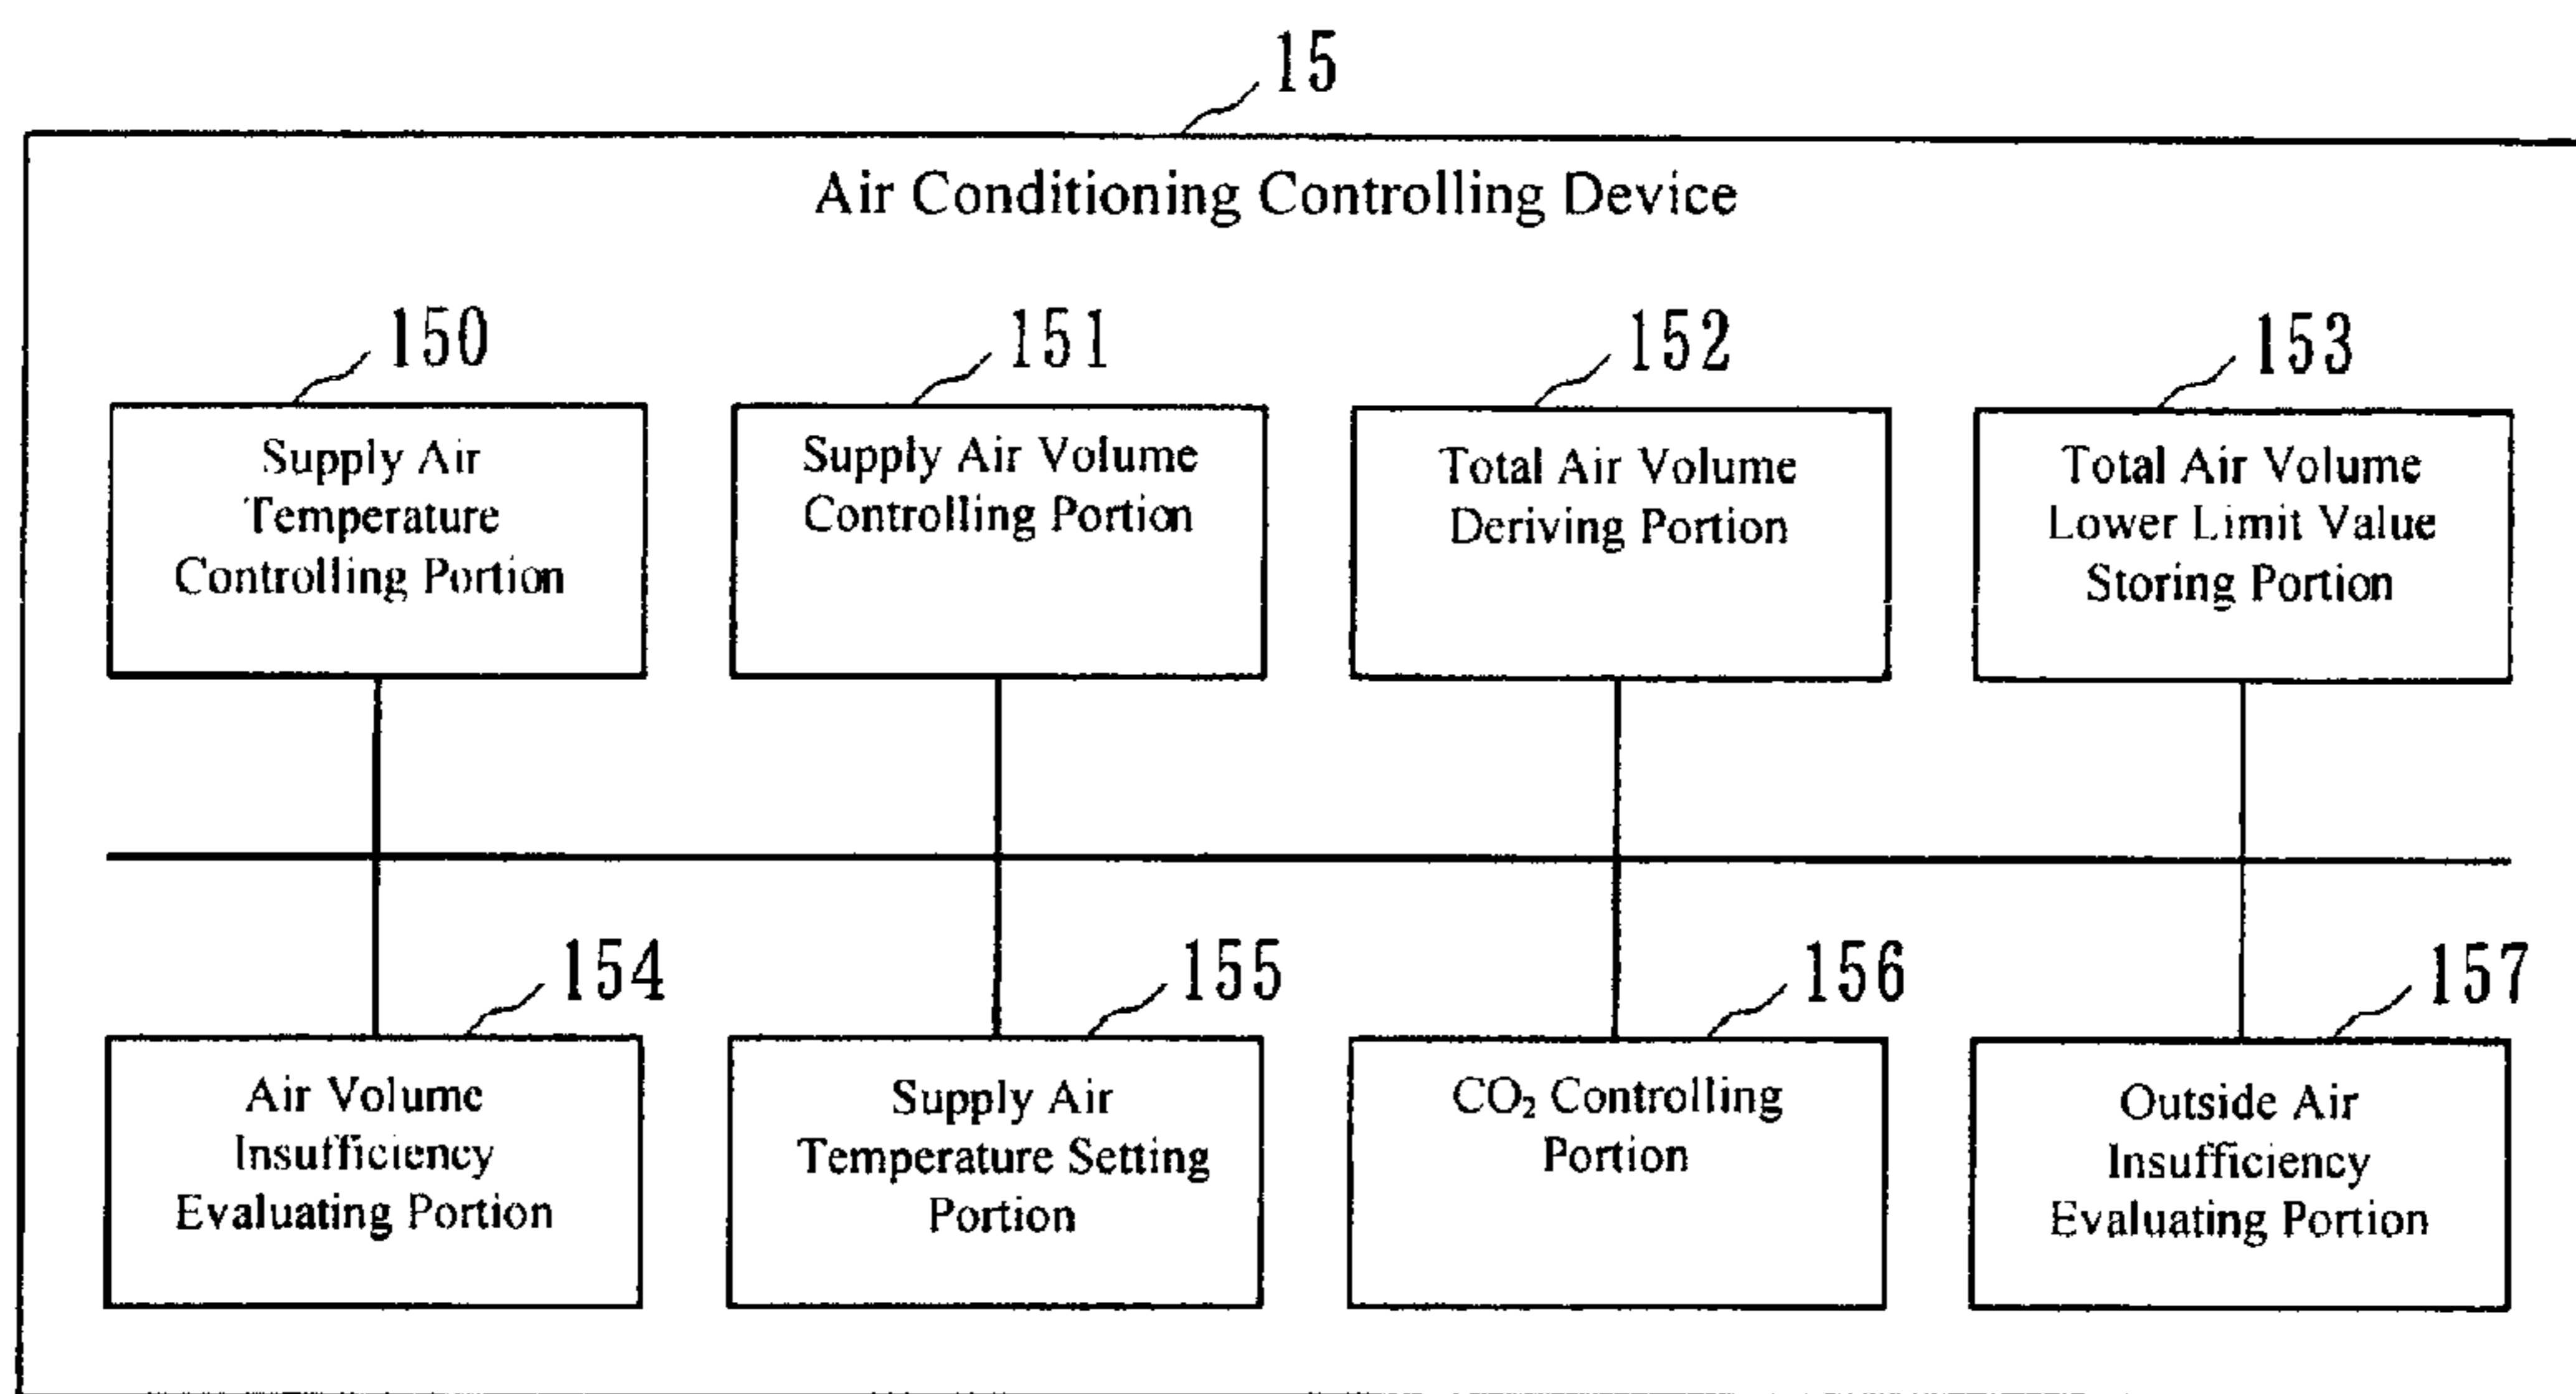 15
Air Conditioning Controlling Device
150
Supply Air
Temperature
Controlling Portion
151
Supply Air Volume
Controlling Portion
152
Total Air Volume
Deriving Portion
153
Total Air Volume
Lower Limit Value
Storing Portion
154
Air Volume
Insufficiency
Evaluating Portion
155
Supply Air
Temperature Setting
Portion
156
CO₂ Controlling
Portion
157
Outside Air
Insufficiency
Evaluating Portion